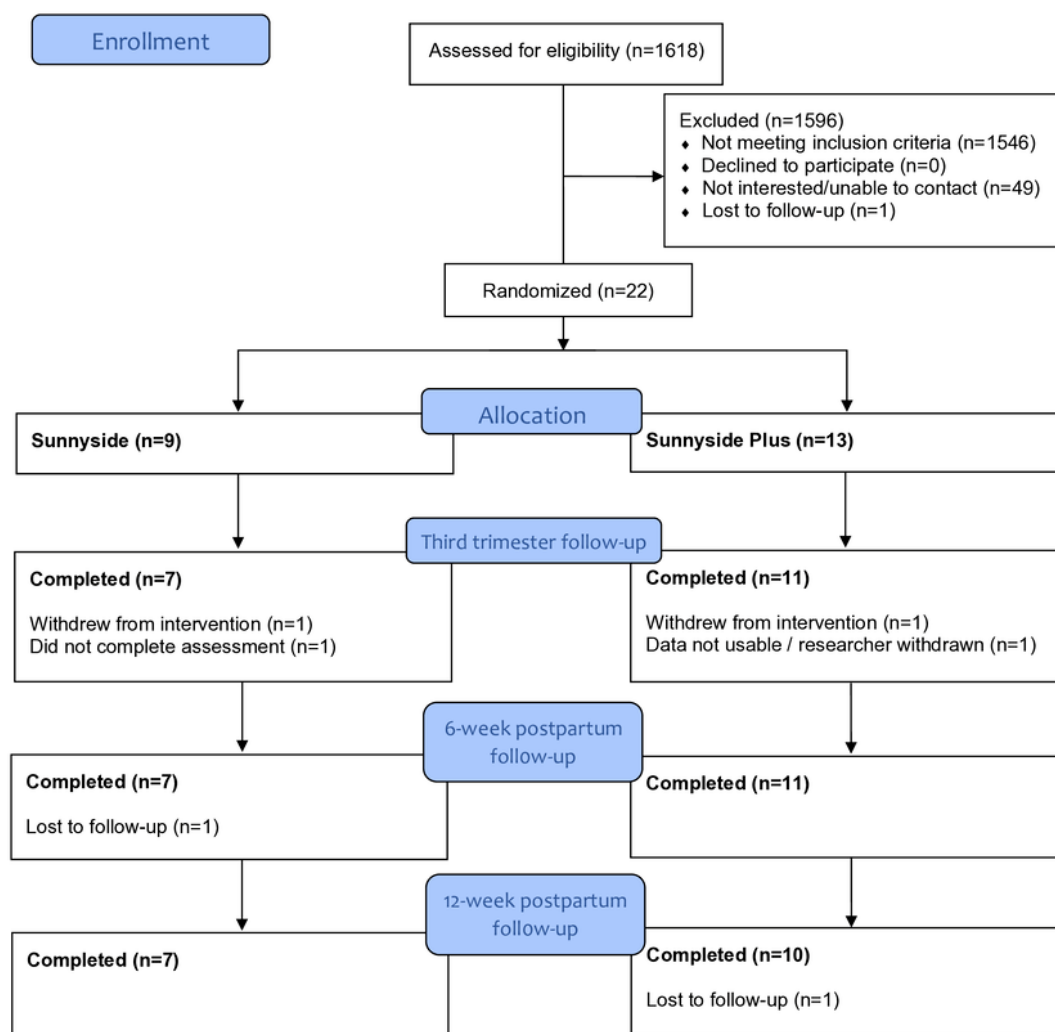 Enrollment
Assessed for eligibility (n=1618)
Excluded (n=1596)
♦ Not meeting inclusion criteria (n=1546)
♦ Declined to participate (n=0)
♦ Not interested/unable to contact (n=49)
♦ Lost to follow-up (n=1)
Randomized (n=22)
Allocation
Sunnyside (n=9)
Sunnyside Plus (n=13)
Third trimester follow-up
Completed (n=7)
Withdrew from intervention (n=1)
Did not complete assessment (n=1)
Completed (n=11)
Withdrew from intervention (n=1)
Data not usable / researcher withdrawn (n=1)
6-week postpartum
follow-up
Completed (n=7)
Lost to follow-up (n=1)
Completed (n=11)
12-week postpartum
follow-up
Completed (n=7)
Completed (n=10)
Lost to follow-up (n=1)